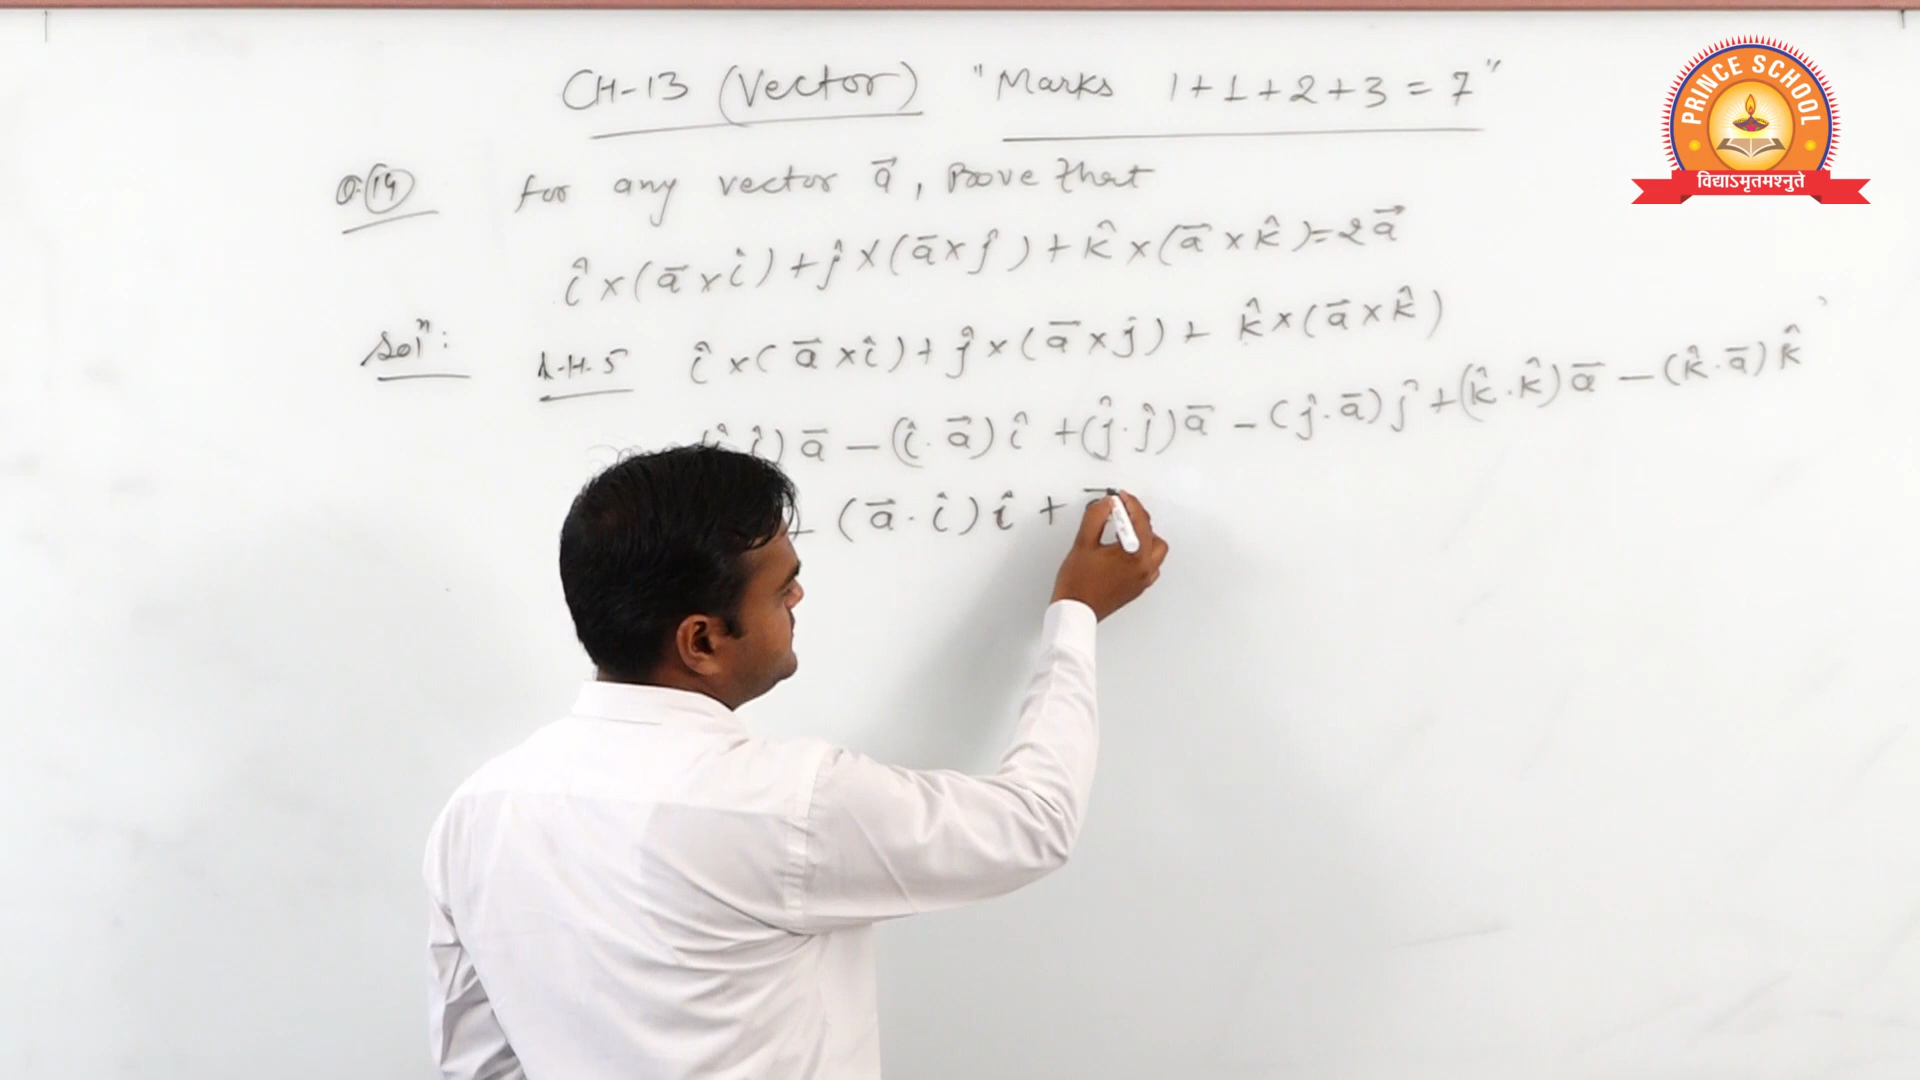 CH-13 (Vector) "Marks 1+1+2+3=7"
PRINCE SCHOOL
विद्याऽमृतमश्नुते
Q.(14) for any vector a⃗, prove that
î×(a⃗×î)+ĵ×(a⃗×ĵ)+k̂×(a⃗×k̂)=2a⃗
Solⁿ:
L.H.S î×(a⃗×î)+ĵ×(a⃗×ĵ)+k̂×(a⃗×k̂)
î)a⃗-(î.a⃗)î+(ĵ.ĵ)a⃗-(ĵ.a⃗)ĵ+(k̂.k̂)a⃗-(k̂.a⃗)k̂
(a⃗.î)î+